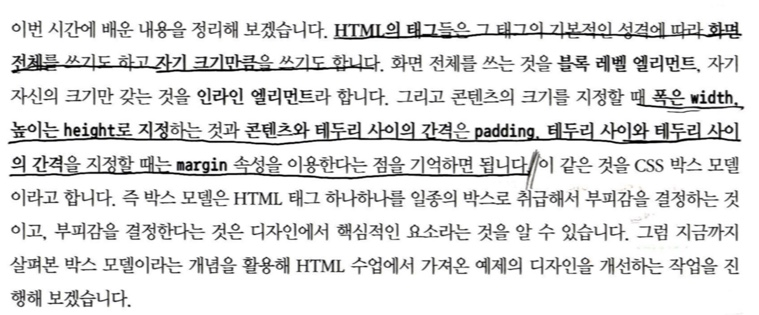 이번 시간에 배운 내용을 정리해 보겠습니다. HTML의 태그들은 그 태그의 기본적인 성격에 따라 화면
전체를 쓰기도 하고 자기 크기만큼을 쓰기도 합니다. 화면 전체를 쓰는 것을 블록 레벨 엘리먼트, 자기
자신의 크기만 갖는 것을 인라인 엘리먼트라 합니다. 그리고 콘텐츠의 크기를 지정할 때 폭은 width,
높이는 height로 지정하는 것과 콘텐츠와 테두리 사이의 간격은 padding, 테두리 사이와 테두리 사이
의 간격을 지정할 때는 margin 속성을 이용한다는 점을 기억하면 됩니다. 이 같은 것을 CSS 박스 모델
이라고 합니다. 즉 박스 모델은 HTML 태그 하나하나를 일종의 박스로 취급해서 부피감을 결정하는 것
이고, 부피감을 결정한다는 것은 디자인에서 핵심적인 요소라는 것을 알 수 있습니다. 그럼 지금까지
살펴본 박스 모델이라는 개념을 활용해 HTML 수업에서 가져온 예제의 디자인을 개선하는 작업을 진
행해 보겠습니다.